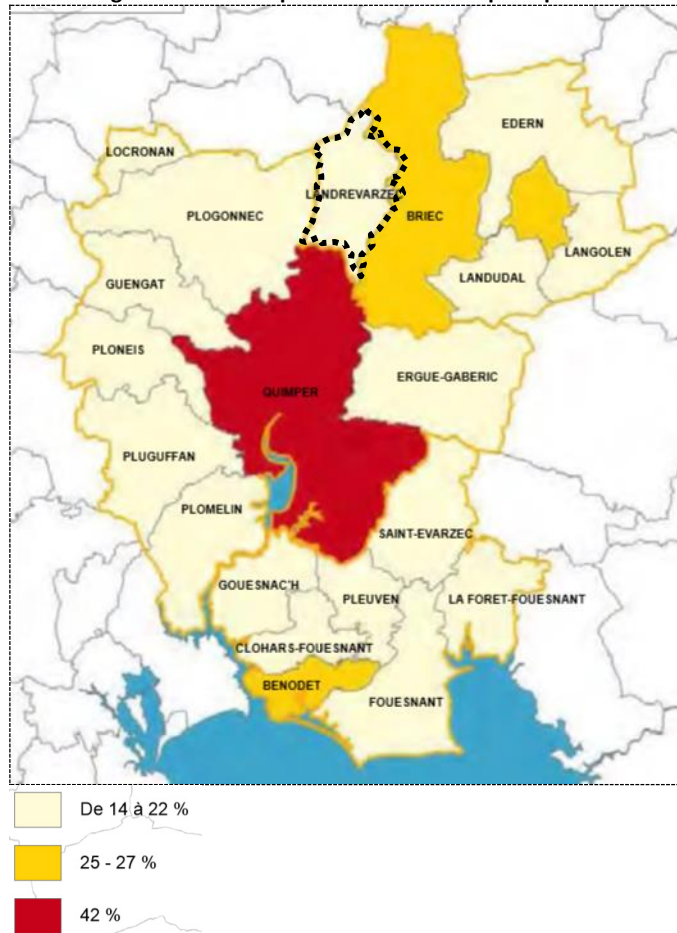 EDERN
LOCRONAN
LANDREVARZEC
PLOGONNEC
BRIEC
LANGOLEN
GUENGAT
LANDUDAL
PLONEIS
ERGUE-GABERIC
QUIMPER
PLUGUFFAN
PLOMELIN
SAINT-EVARZEC
GOUESNAC'H
PLEUVEN
LA FORET-FOUESNANT
CLOHARS-FOUESNANT
BENODET
FOUESNANT
De 14 à 22 %
25 - 27 %
42 %